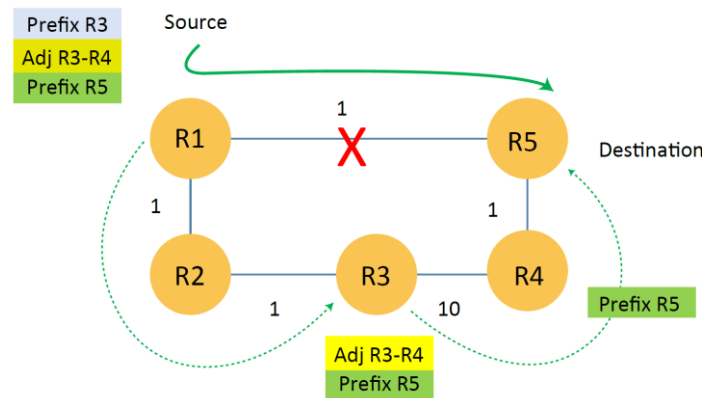 Prefix R3
Adj R3-R4
Prefix R5
Source
1
R1
X
R5
Destination
1
1
R2
R3
R4
1
10
Prefix R5
Adj R3-R4
Prefix R5